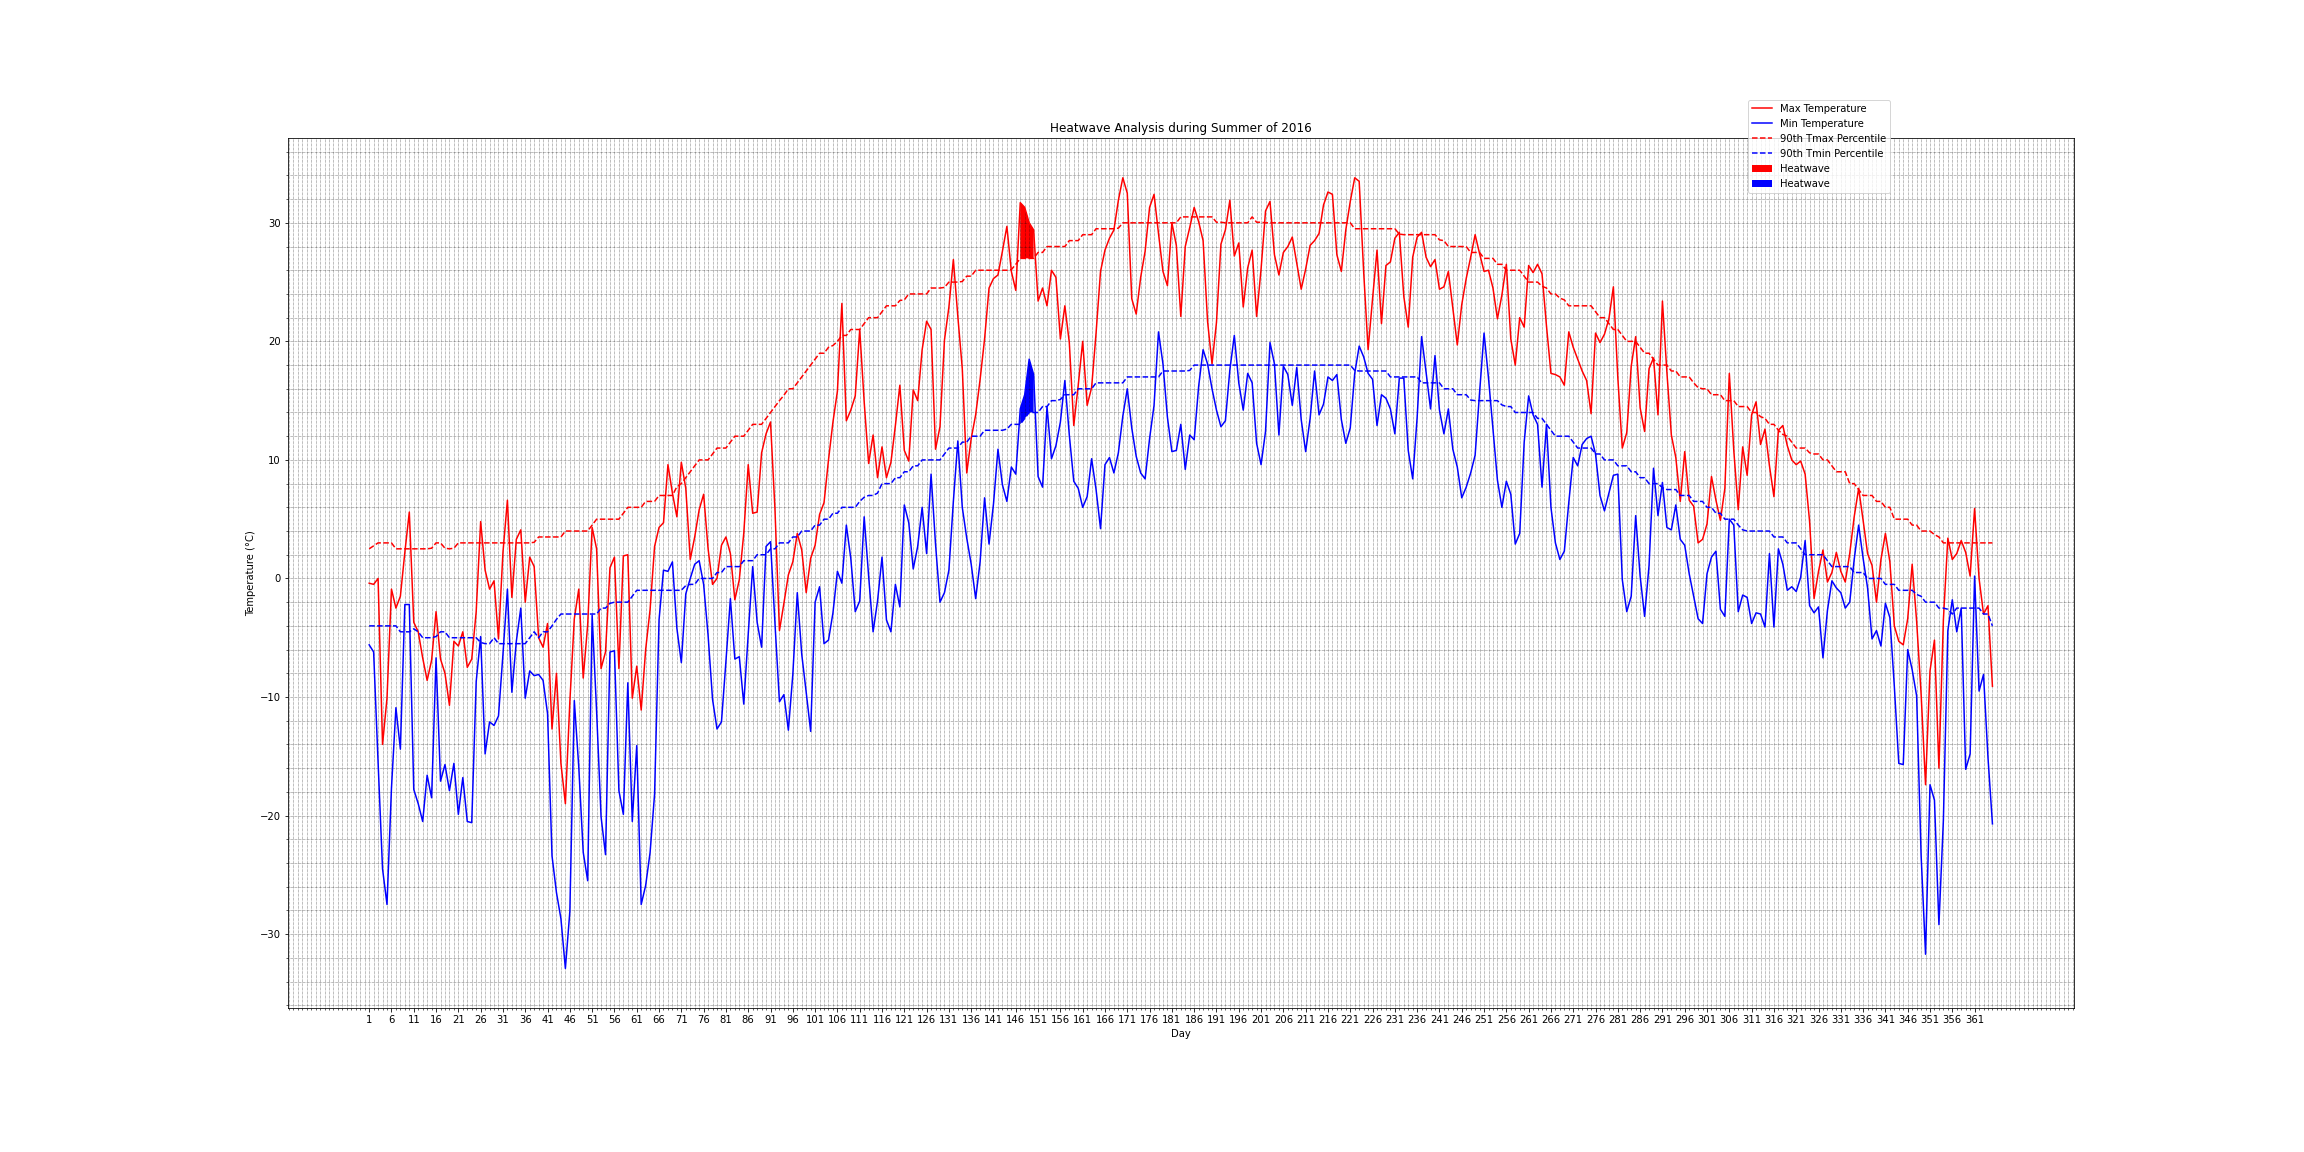 Heatwave Analysis during Summer of 2016
Max Temperature
Min Temperature
90th Tmax Percentile
90th Tmin Percentile
Heatwave
Heatwave
30
20
10
0
−10
−20
−30
Temperature (°C)
1 6 11 16 21 26 31 36 41 46 51 56 61 66 71 76 81 86 91 96 101 106 111 116 121 126 131 136 141 146 151 156 161 166 171 176 181 186 191 196 201 206 211 216 221 226 231 236 241 246 251 256 261 266 271 276 281 286 291 296 301 306 311 316 321 326 331 336 341 346 351 356 361
Day